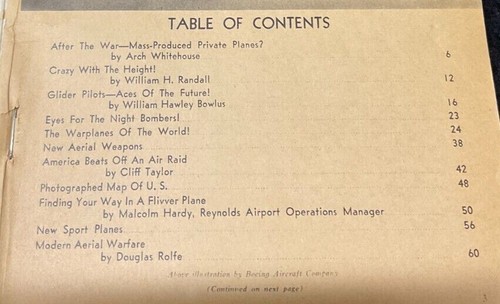 TABLE OF CONTENTS
After The War—Mass-Produced Private Planes?
by Arch Whitehouse 6
Crazy With The Height!
by William H. Randall 12
Glider Pilots—Aces Of The Future!
by William Hawley Bowlus 16
Eyes For The Night Bombers! 23
The Warplanes Of The World! 24
New Aerial Weapons 38
America Beats Off An Air Raid
by Cliff Taylor 42
Photographed Map Of U. S. 48
Finding Your Way In A Flivver Plane
by Malcolm Hardy, Reynolds Airport Operations Manager 50
New Sport Planes 56
Modern Aerial Warfare
by Douglas Rolfe 60
Above illustration by Boeing Aircraft Company
(Continued on next page)